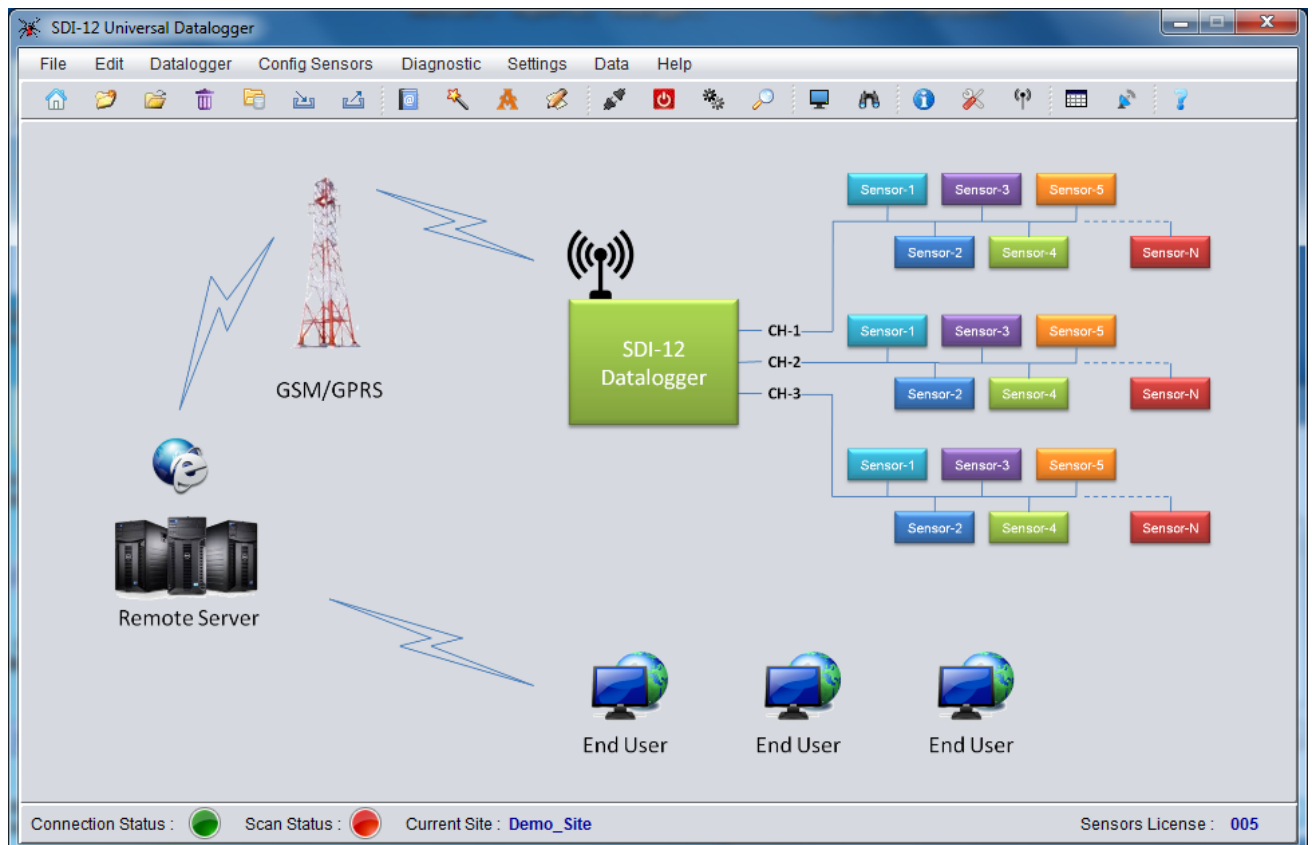 SDI-12 Universal Datalogger
File Edit Datalogger Config Sensors Diagnostic Settings Data Help
Sensor-1 Sensor-3 Sensor-5
Sensor-2 Sensor-4 Sensor-N
GSM/GPRS
SDI-12
Datalogger
CH-1
CH-2
CH-3
Sensor-1 Sensor-3 Sensor-5
Sensor-2 Sensor-4 Sensor-N
Sensor-1 Sensor-3 Sensor-5
Sensor-2 Sensor-4 Sensor-N
Remote Server
End User End User End User
Connection Status : Scan Status : Current Site : Demo_Site Sensors License : 005